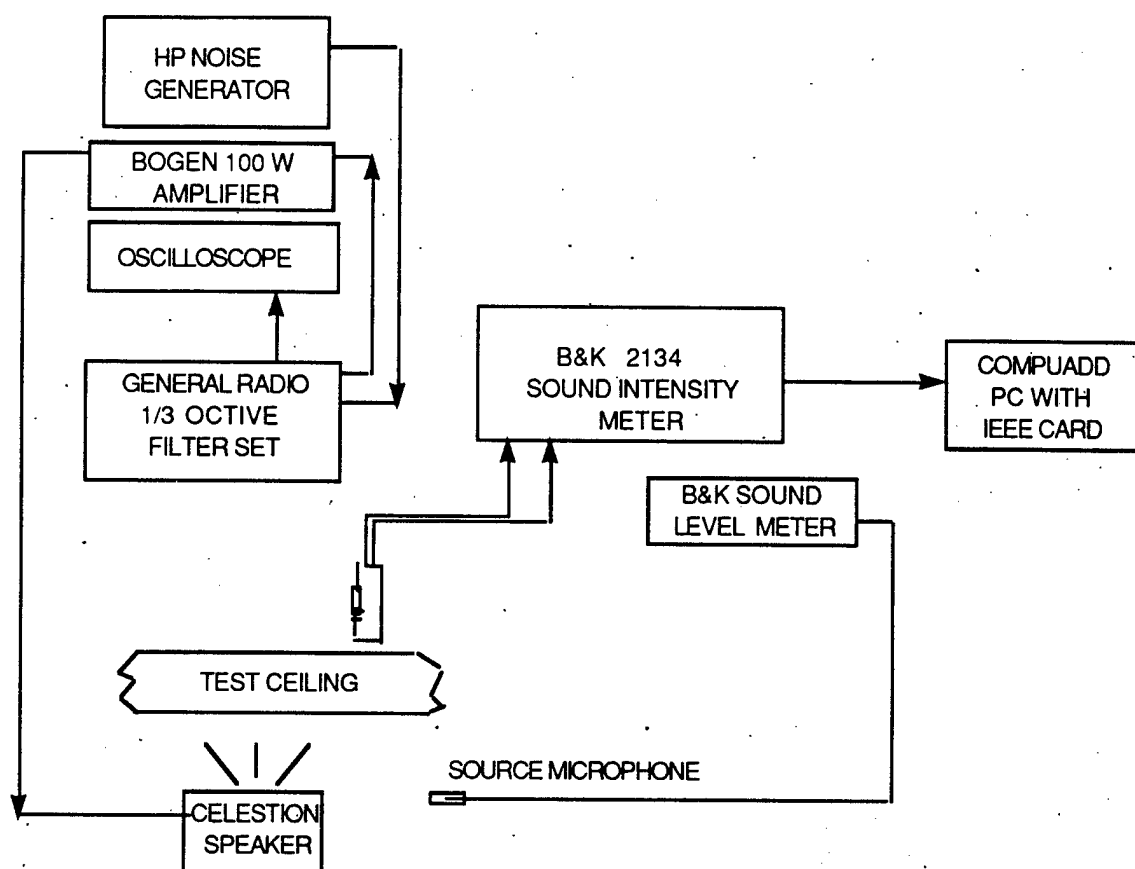 HP NOISE
GENERATOR
BOGEN 100 W
AMPLIFIER
OSCILLOSCOPE
GENERAL RADIO
1/3 OCTIVE
FILTER SET
B&K 2134
SOUND INTENSITY
METER
COMPUADD
PC WITH
IEEE CARD
B&K SOUND
LEVEL METER
TEST CEILING
SOURCE MICROPHONE
CELESTION
SPEAKER